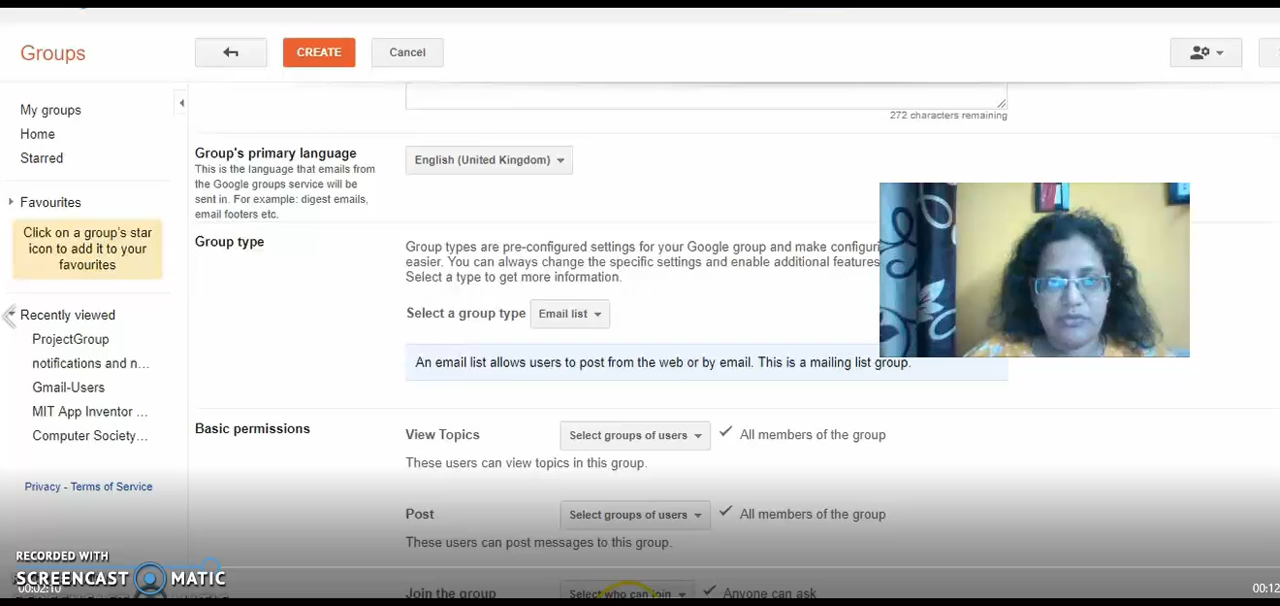 Groups
CREATE
Cancel
My groups
Home
Starred
Favourites
Click on a group's star
icon to add it to your
favourites
Recently viewed
ProjectGroup
notifications and n...
Gmail-Users
MIT App Inventor ...
Computer Society...
Privacy - Terms of Service
272 characters remaining
Group's primary language
This is the language that emails from
the Google groups service will be
sent in. For example: digest emails,
email footers etc.
English (United Kingdom)
Group type
Group types are pre-configured settings for your Google group and make configuri
easier. You can always change the specific settings and enable additional features
Select a type to get more information.
Select a group type
Email list
An email list allows users to post from the web or by email. This is a mailing list group.
Basic permissions
View Topics
Select groups of users
All members of the group
These users can view topics in this group.
Post
Select groups of users
All members of the group
These users can post messages to this group.
Join the group
Select who can join
Anyone can ask
RECORDED WITH
SCREENCAST MATIC
00:02:10
00:12